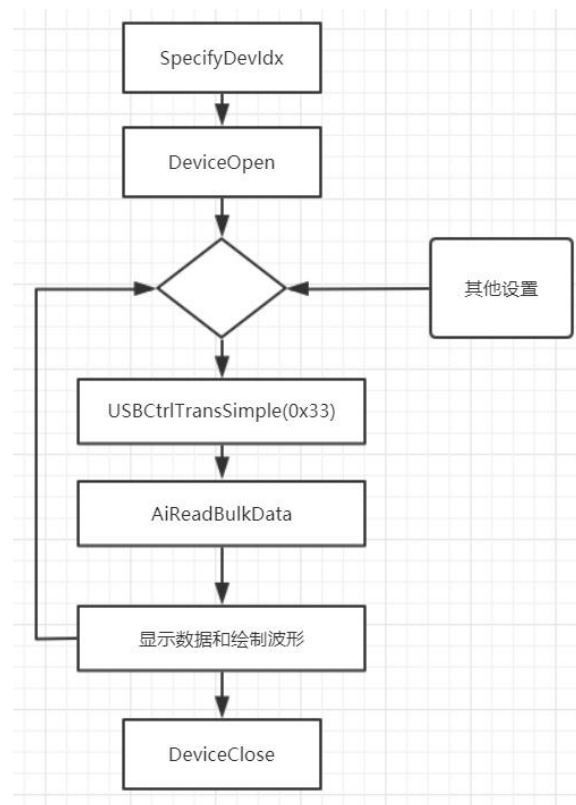 SpecifyDevIdx
DeviceOpen
其他设置
USBCtrlTransSimple(0x33)
AiReadBulkData
显示数据和绘制波形
DeviceClose